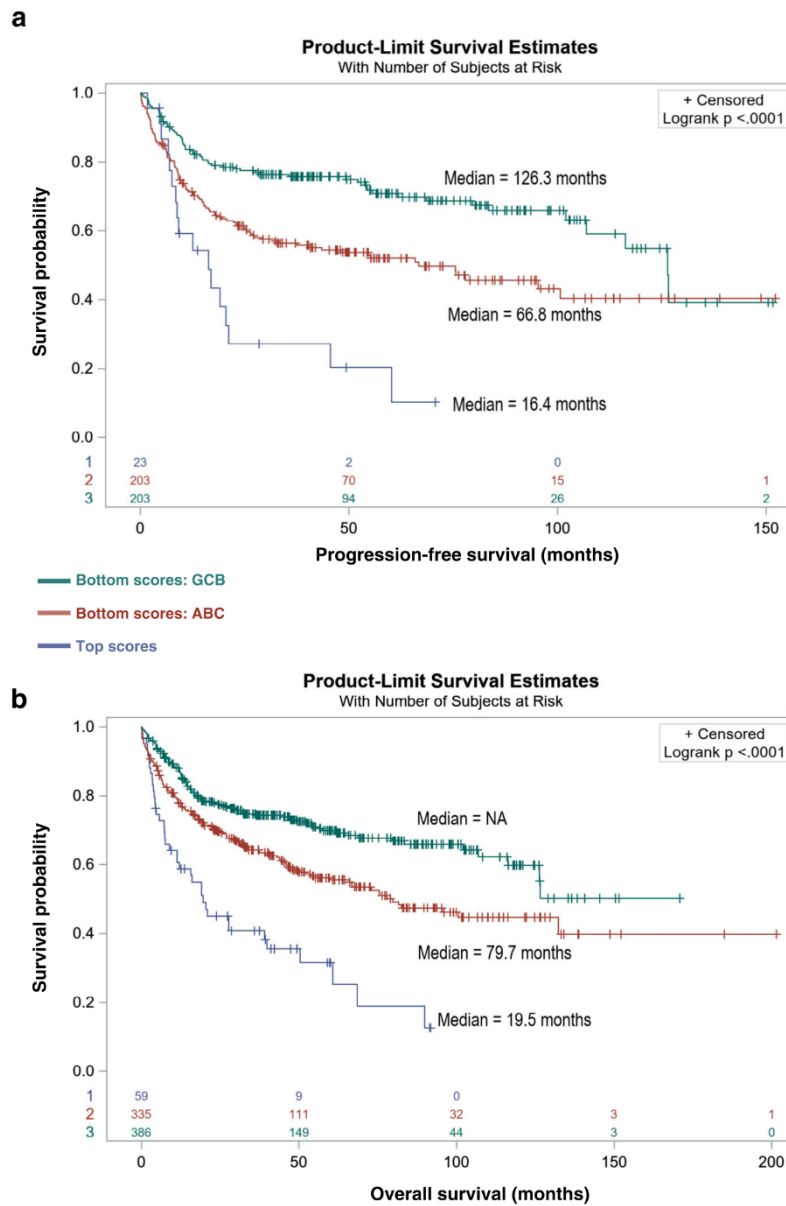 a
Product-Limit Survival Estimates
With Number of Subjects at Risk
+ Censored
Logrank p <.0001
1.0
0.8
0.6
0.4
0.2
0.0
Survival probability
Median = 126.3 months
Median = 66.8 months
Median = 16.4 months
1 23 2 0
2 203 70 15 1
3 203 94 26 2
0 50 100 150
Progression-free survival (months)
Bottom scores: GCB
Bottom scores: ABC
Top scores
b
Product-Limit Survival Estimates
With Number of Subjects at Risk
+ Censored
Logrank p <.0001
1.0
0.8
0.6
0.4
0.2
0.0
Survival probability
Median = NA
Median = 79.7 months
Median = 19.5 months
1 59 9 0
2 335 111 32 3 1
3 386 149 44 3 0
0 50 100 150 200
Overall survival (months)